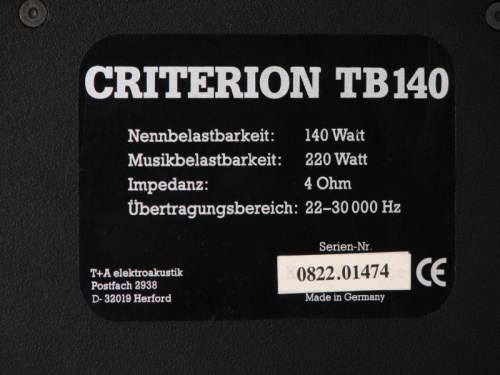 CRITERION TB140
Nennbelastbarkeit: 140 Watt
Musikbelastbarkeit: 220 Watt
Impedanz: 4 Ohm
Übertragungsbereich: 22–30 000 Hz
Serien-Nr.
0822.01474
CE
T+A elektroakustik
Postfach 2938
D-32019 Herford
Made in Germany